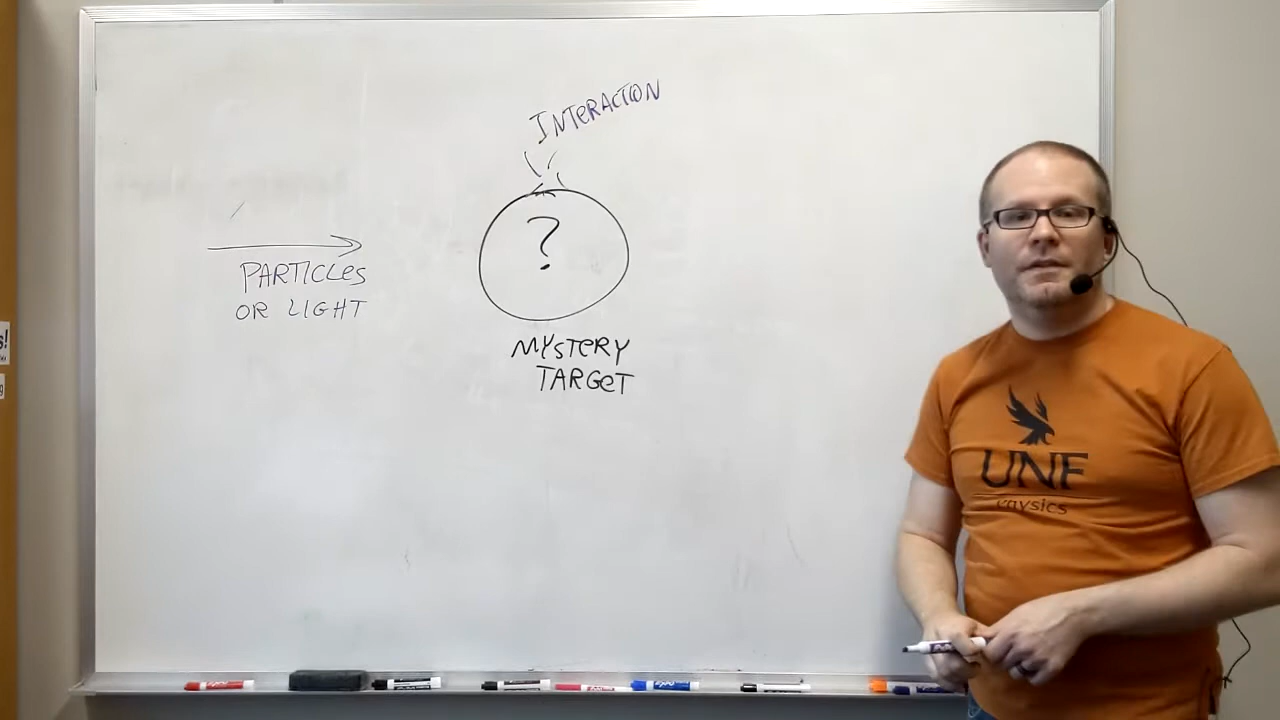 INTERACTION
?
PARTICLES
OR LIGHT
MYSTERY
TARGET
UNF
Physics
s!